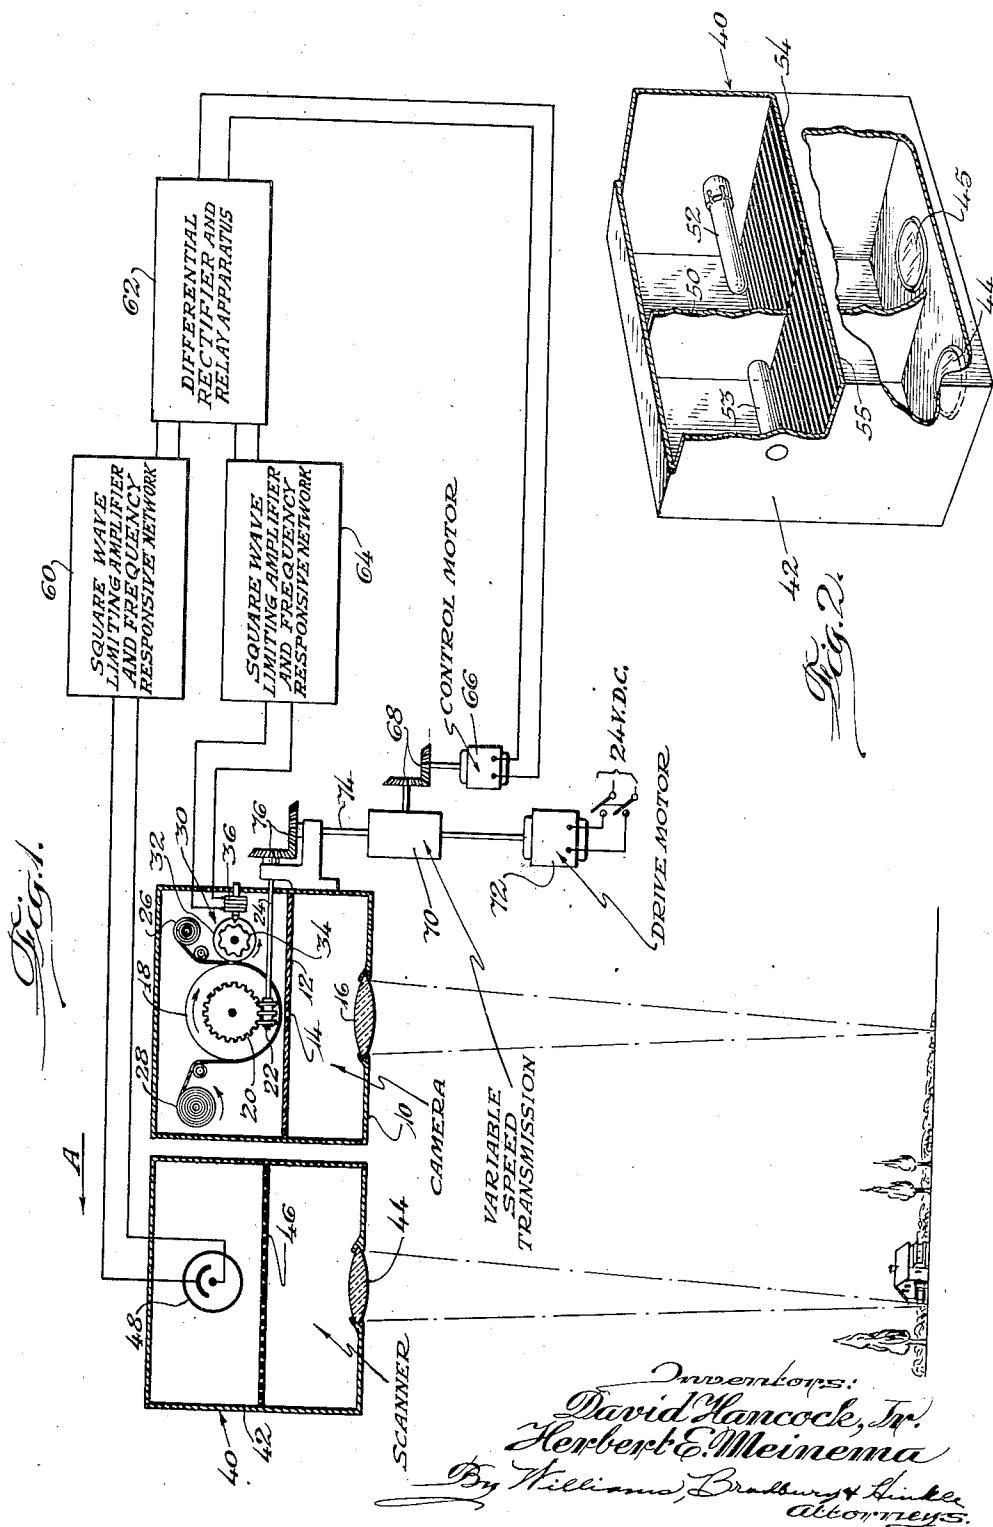 Fig. 1.
A
60
SQUARE WAVE
LIMITING AMPLIFIER
AND FREQUENCY
RESPONSIVE NETWORK
62
DIFFERENTIAL
RECTIFIER AND
RELAY APPARATUS
SQUARE WAVE
LIMITING AMPLIFIER
AND FREQUENCY
RESPONSIVE NETWORK
64
48
28
18
26
32
30
36
20
22
24
12
34
14
16
10
46
44
40
42
SCANNER
CAMERA
76
74
68
CONTROL MOTOR
66
70
72
24 V.D.C.
DRIVE MOTOR
VARIABLE
SPEED
TRANSMISSION
Fig. 2.
40
54
52
50
53
55
45
44
42
Inventors:
David Hancock, Jr.
Herbert E. Meinema
By Williams, Bradbury & Hinkle
Attorneys.